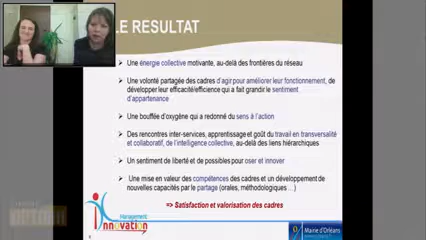 LE RESULTAT
Une énergie collective motivante, au-delà des frontières du réseau
Une volonté partagée des cadres d'agir pour améliorer leur fonctionnement, de
développer leur efficacité/efficience qui a fait grandir le sentiment
d'appartenance
Une bouffée d'oxygène qui a redonné du sens à l'action
Des rencontres inter-services, apprentissage et goût du travail en transversalité
et collaboratif, de l'intelligence collective, au-delà des liens hiérarchiques
Un sentiment de liberté et de possibles pour oser et innover
Une mise en valeur des compétences des cadres et un développement de
nouvelles capacités par le partage (orales, méthodologiques …)
=> Satisfaction et valorisation des cadres
Management
innovation
Mairie d'Orléans